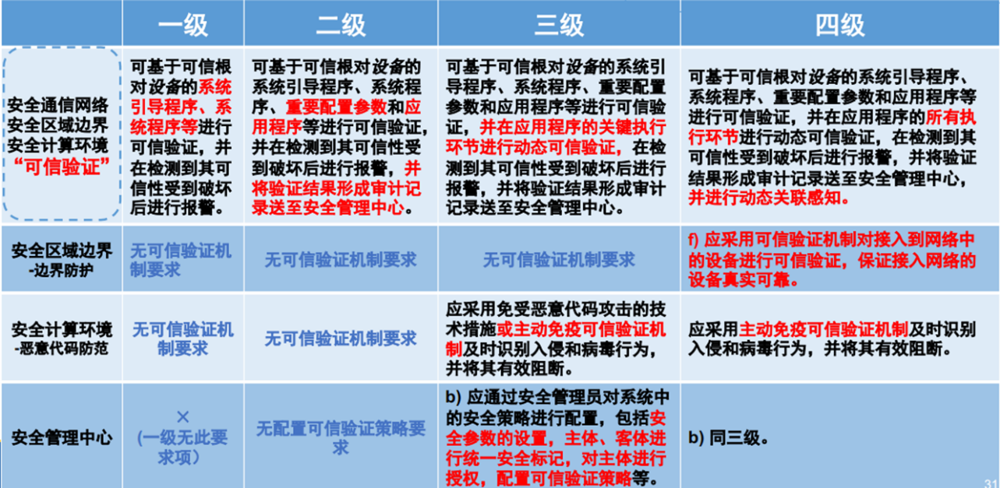 一级
二级
三级
四级
安全通信网络
安全区域边界
安全计算环境
“可信验证”
可基于可信根
对设备的系统
引导程序、系
统程序等进行
可信验证，并
在检测到其可
信性受到破坏
后进行报警。
可基于可信根对设备的
系统引导程序、系统程
序、重要配置参数和应
用程序等进行可信验证，
并在检测到其可信性受
到破坏后进行报警，并
将验证结果形成审计记
录送至安全管理中心。
可基于可信根对设备的系统引
导程序、系统程序、重要配置
参数和应用程序等进行可信验
证，并在应用程序的关键执行
环节进行动态可信验证，在检
测到其可信性受到破坏后进行
报警，并将验证结果形成审计
记录送至安全管理中心。
可基于可信根对设备的系统引导程序、
系统程序、重要配置参数和应用程序等
进行可信验证，并在应用程序的所有执
行环节进行动态可信验证，在检测到其
可信性受到破坏后进行报警，并将验证
结果形成审计记录送至安全管理中心，
并进行动态关联感知。
安全区域边界
-边界防护
无可信验证机
制要求
无可信验证机制要求
无可信验证机制要求
f) 应采用可信验证机制对接入到网络中
的设备进行可信验证，保证接入网络的
设备真实可靠。
安全计算环境
-恶意代码防范
无可信验证机
制要求
无可信验证机制要求
应采用免受恶意代码攻击的技
术措施或主动免疫可信验证机
制及时识别入侵和病毒行为，
并将其有效阻断。
应采用主动免疫可信验证机制及时识别
入侵和病毒行为，并将其有效阻断。
安全管理中心
×
(一级无此要
求项）
无配置可信验证策略要
求
b) 应通过安全管理员对系统中
的安全策略进行配置，包括安
全参数的设置，主体、客体进
行统一安全标记，对主体进行
授权，配置可信验证策略等。
b) 同三级。
31